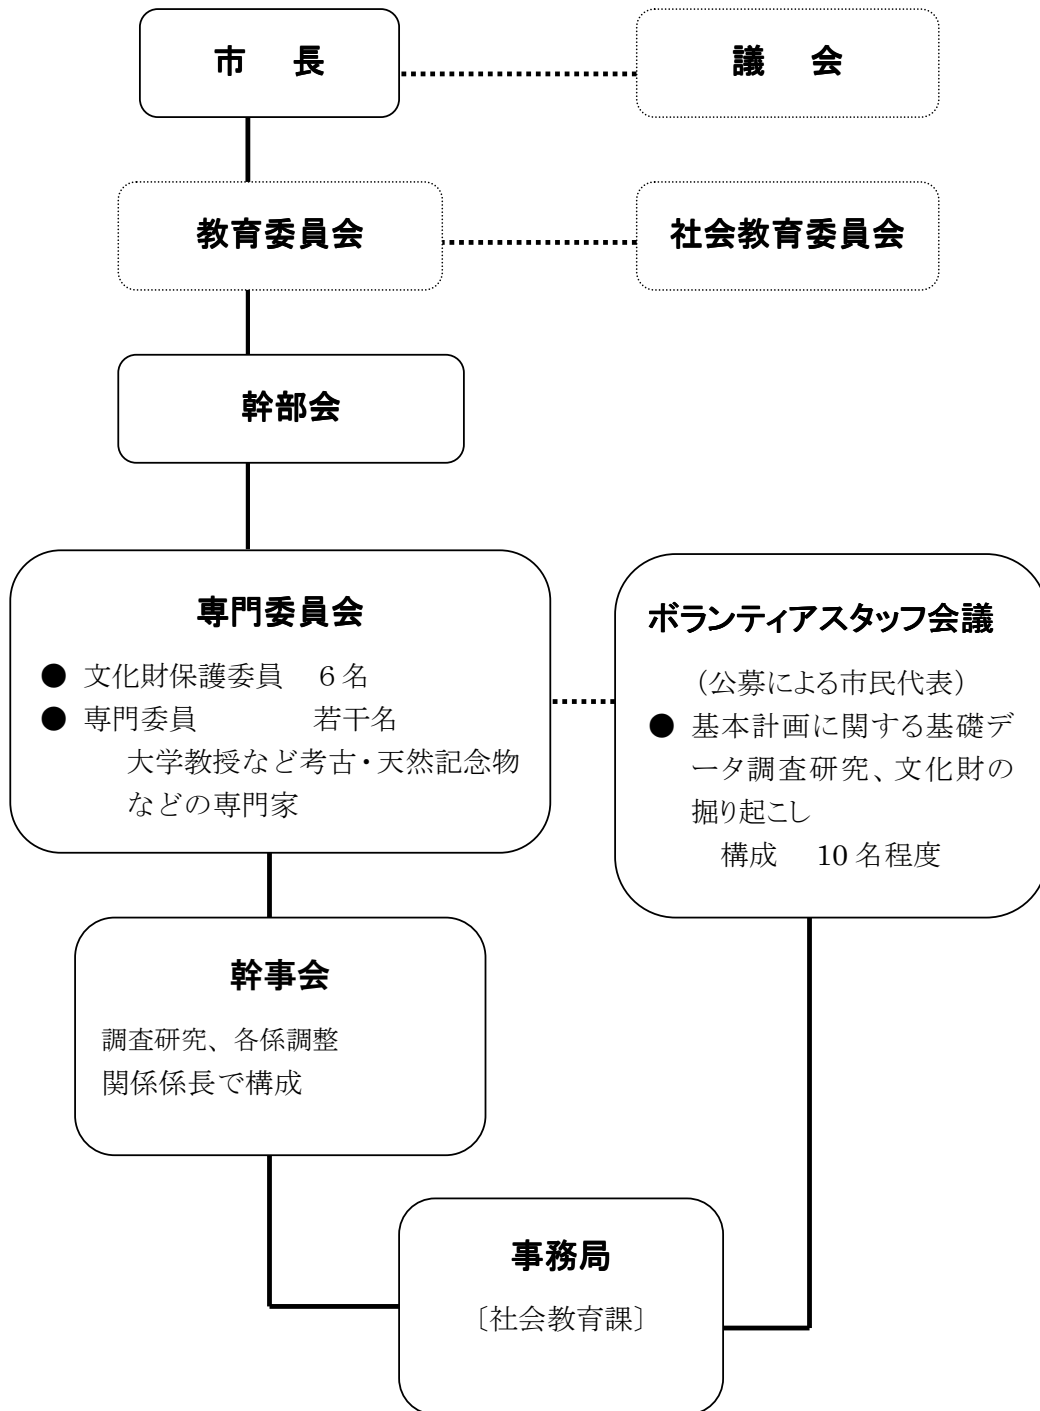 市　長
議　会
教育委員会
社会教育委員会
幹部会
専門委員会
● 文化財保護委員　6名
● 専門委員　　　　若干名
大学教授など考古・天然記念物
などの専門家
ボランティアスタッフ会議
（公募による市民代表）
● 基本計画に関する基礎デ
ータ調査研究、文化財の
掘り起こし
構成　10名程度
幹事会
調査研究、各係調整
関係係長で構成
事務局
〔社会教育課〕